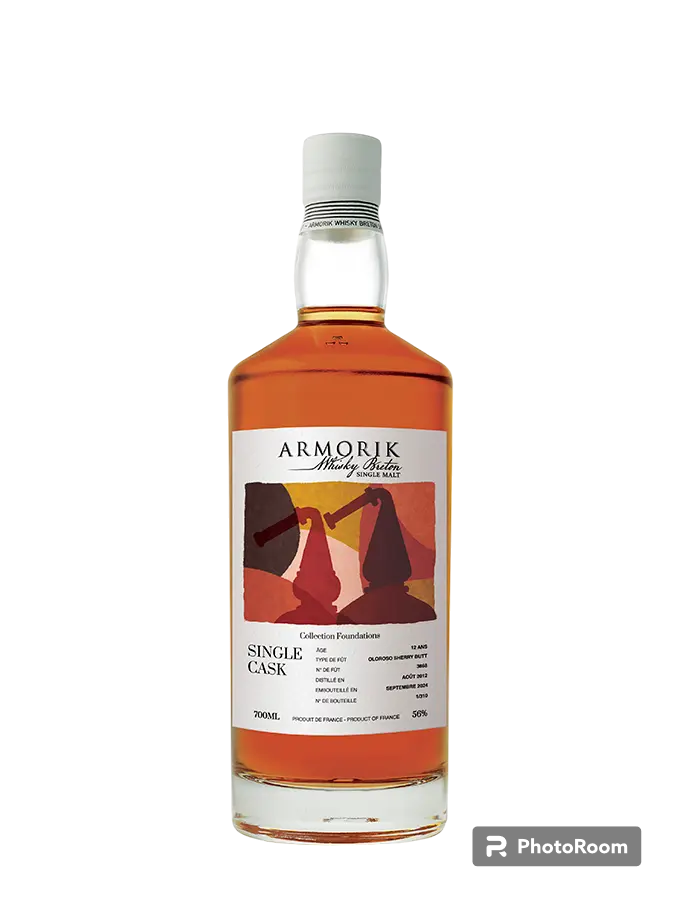 ARMORIK WHISKY BRETON
ARMORIK
Whisky Breton
SINGLE MALT
Collection Foundations
SINGLE CASK
ÂGE 12 ANS
TYPE DE FÛT OLOROSO SHERRY BUTT
N° DE FÛT
DISTILLÉ EN AOÛT 2012
EMBOUTEILLÉ EN SEPTEMBRE 2024
N° DE BOUTEILLE 1/310
700ML PRODUIT DE FRANCE - PRODUCT OF FRANCE 56%
PhotoRoom